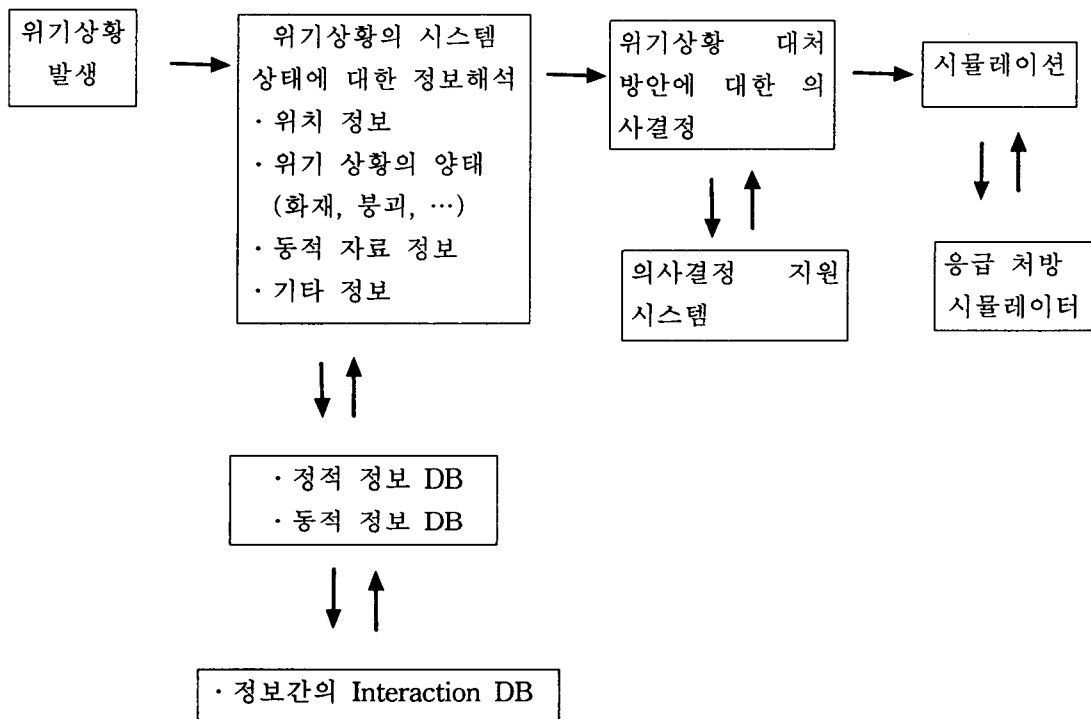 위기상황
발생
위기상황의 시스템
상태에 대한 정보해석
· 위치 정보
· 위기 상황의 양태
(화재, 붕괴, …)
· 동적 자료 정보
· 기타 정보
위기상황 대처
방안에 대한 의
사결정
시뮬레이션
의사결정 지원
시스템
응급 처방
시뮬레이터
· 정적 정보 DB
· 동적 정보 DB
· 정보간의 Interaction DB